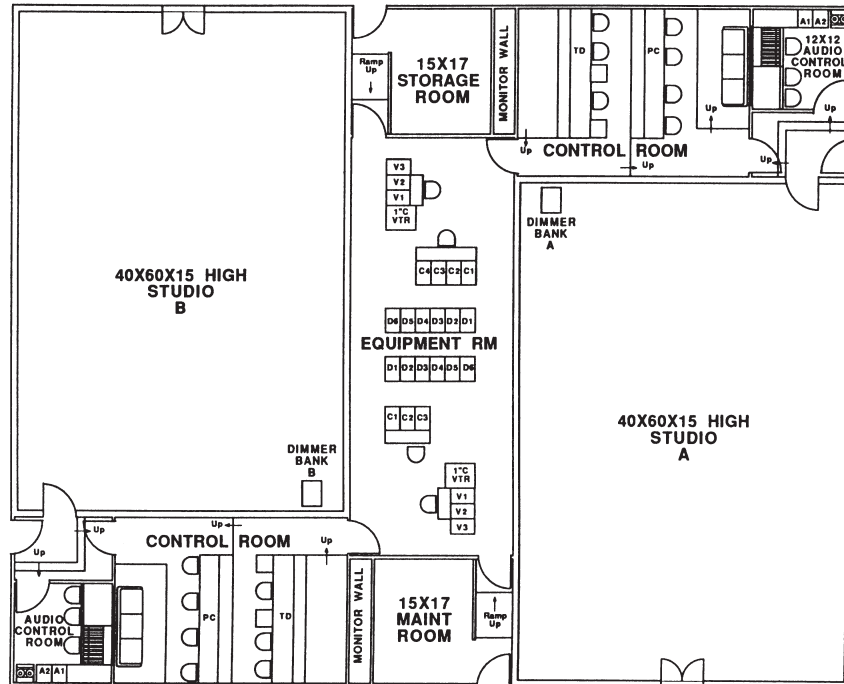 A1 A2
12X12
AUDIO
CONTROL
ROOM
Ramp
Up
15X17
STORAGE
ROOM
MONITOR WALL
TD
PC
Up
Up
Up
CONTROL ROOM
Up
Up
V3
V2
V1
1"C
VTR
DIMMER
BANK
A
C4 C3 C2 C1
40X60X15 HIGH
STUDIO
B
D6 D5 D4 D3 D2 D1
EQUIPMENT RM
D1 D2 D3 D4 D5 D6
C1 C2 C3
40X60X15 HIGH
STUDIO
A
DIMMER
BANK
B
1"C
VTR
V1
V2
V3
Up
Up
CONTROL ROOM
Up
Up
AUDIO
CONTROL
ROOM
PC
TD
MONITOR WALL
15X17
MAINT
ROOM
Ramp
Up
A2 A1